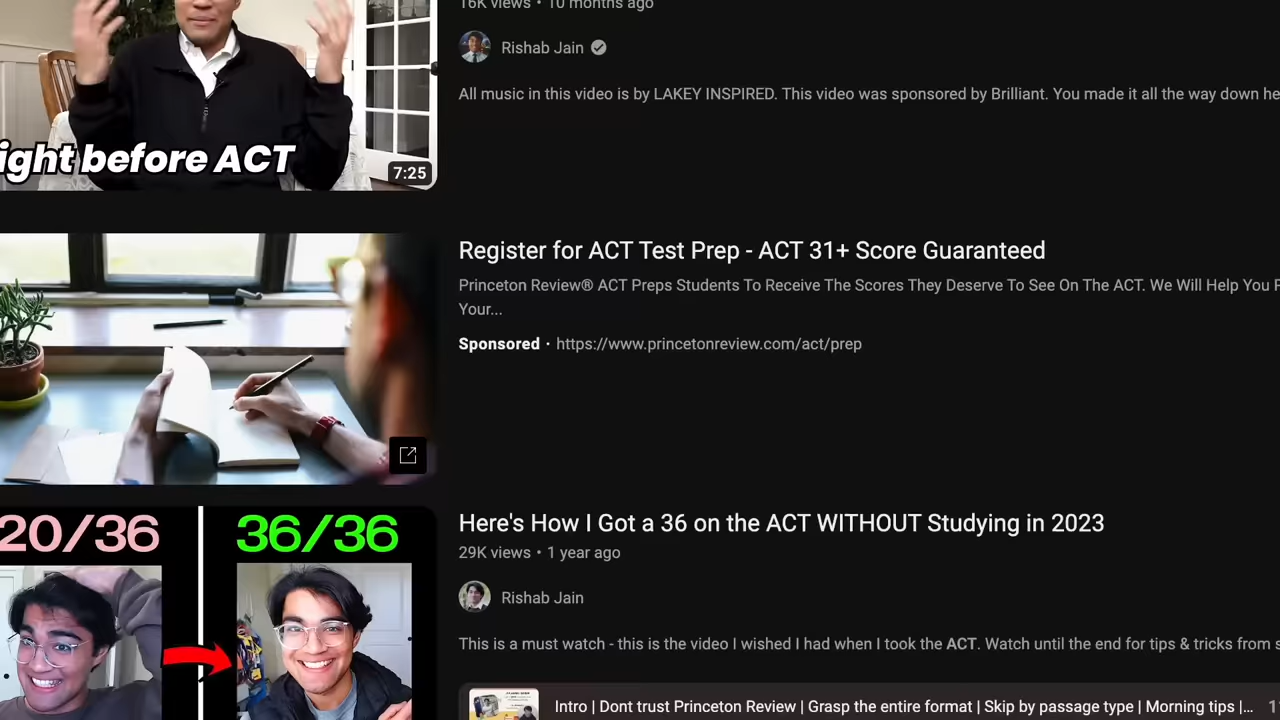 16K views • 10 months ago
Rishab Jain
All music in this video is by LAKEY INSPIRED. This video was sponsored by Brilliant. You made it all the way down he
ight before ACT
7:25
Register for ACT Test Prep - ACT 31+ Score Guaranteed
Princeton Review® ACT Preps Students To Receive The Scores They Deserve To See On The ACT. We Will Help You
Your...
Sponsored · https://www.princetonreview.com/act/prep
20/36
36/36
Here's How I Got a 36 on the ACT WITHOUT Studying in 2023
29K views • 1 year ago
Rishab Jain
This is a must watch - this is the video I wished I had when I took the ACT. Watch until the end for tips & tricks from
Intro | Dont trust Princeton Review | Grasp the entire format | Skip by passage type | Morning tips |...